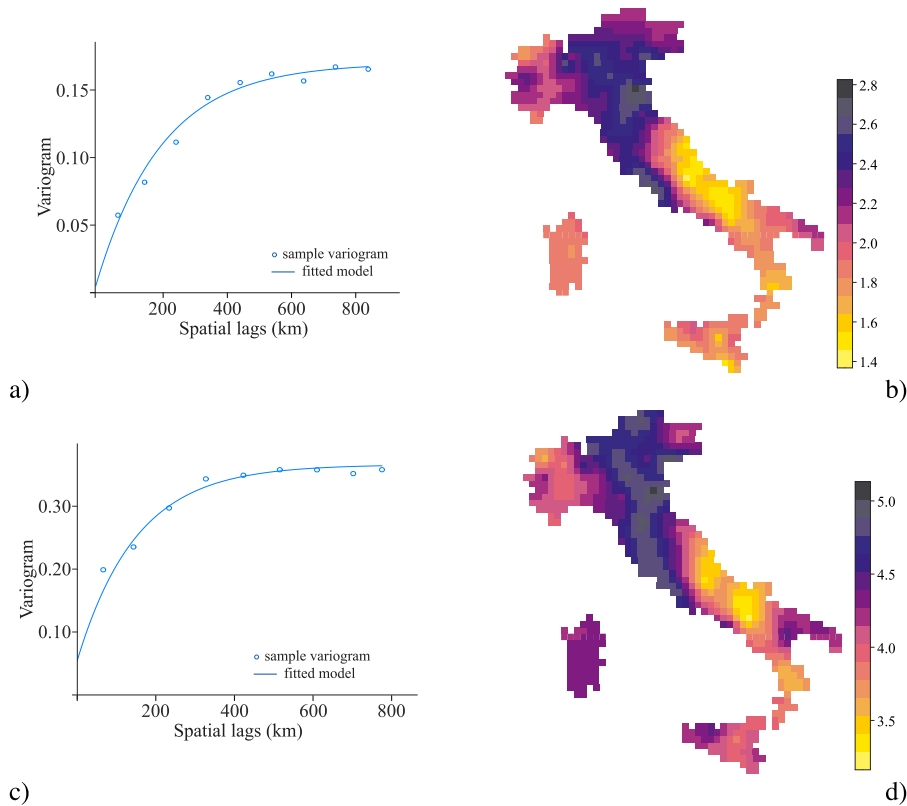 0.15
0.10
0.05
Variogram
sample variogram
fitted model
200
400
600
800
Spatial lags (km)
a)
2.8
2.6
2.4
2.2
2.0
1.8
1.6
1.4
b)
0.30
0.20
0.10
Variogram
sample variogram
fitted model
200
400
600
800
Spatial lags (km)
c)
5.0
4.5
4.0
3.5
d)